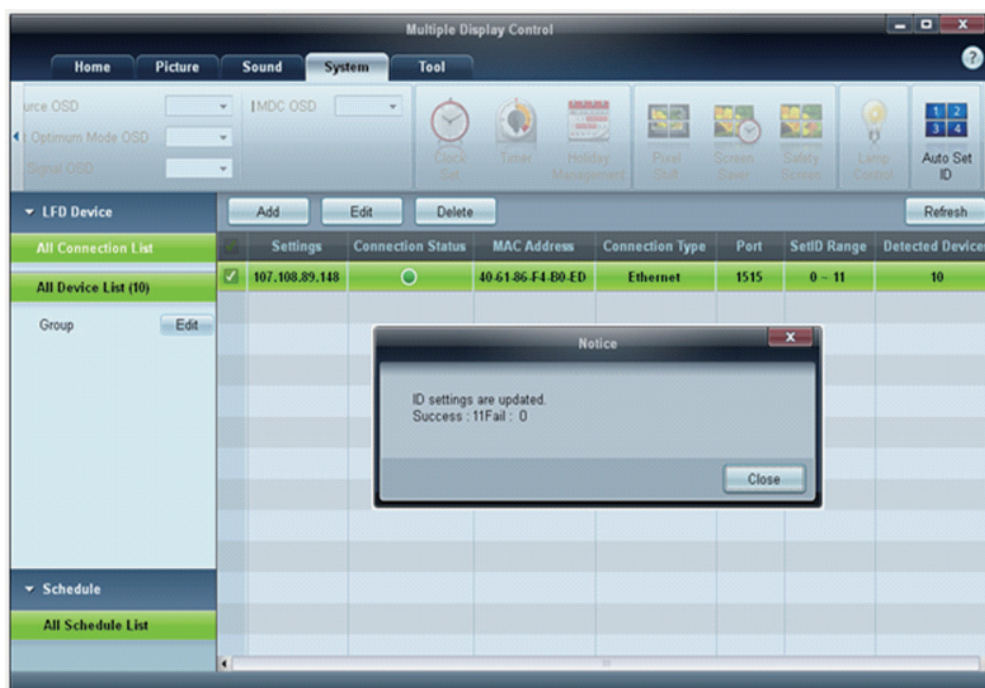 Multiple Display Control
Home Picture Sound System Tool
urce OSD
Optimum Mode OSD
Signal OSD
MDC OSD
Clock Set
Timer
Holiday Management
Pixel Shift
Screen Saver
Safety Screen
Lamp Control
1 2
3 4
Auto Set ID
LFD Device
Add Edit Delete Refresh
All Connection List
Settings Connection Status MAC Address Connection Type Port SetID Range Detected Device
107.108.89.148 40-61-86-F4-B0-ED Ethernet 1515 0 ~ 11 10
All Device List (10)
Group Edit
Notice
ID settings are updated.
Success : 11Fail : 0
Close
Schedule
All Schedule List